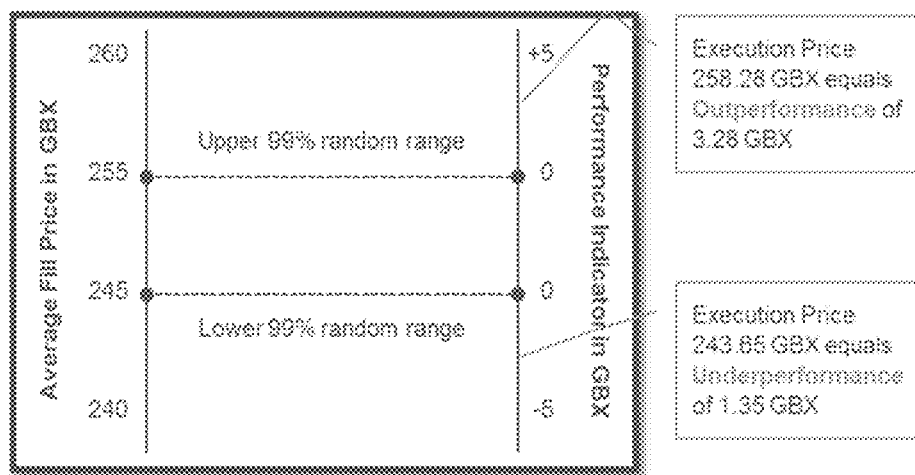 Average Fill Price in GBX
260
255
245
240
Upper 99% random range
Lower 99% random range
+5
0
0
-5
Performance Indicator in GBX
Execution Price
258.28 GBX equals
Outperformance of
3.28 GBX
Execution Price
243.65 GBX equals
Underperformance
of 1.35 GBX